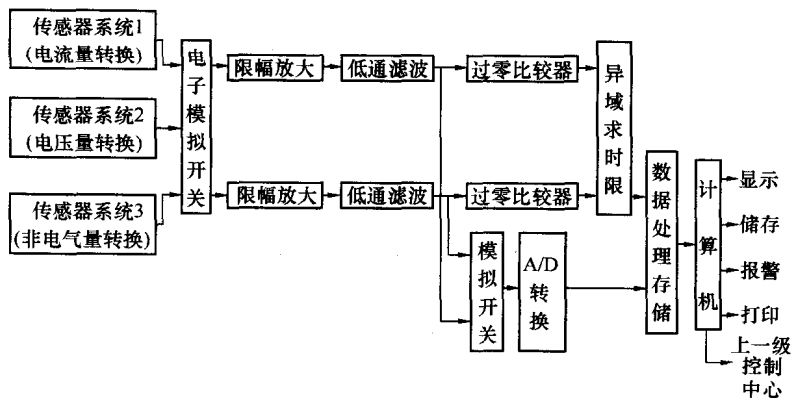 传感器系统1
(电流量转换)
传感器系统2
(电压量转换)
传感器系统3
(非电气量转换)
电子模拟开关
限幅放大
低通滤波
过零比较器
限幅放大
低通滤波
过零比较器
异域求时限
模拟开关
A/D
转换
数据处理存储
计算机
显示
储存
报警
打印
上一级
控制
中心